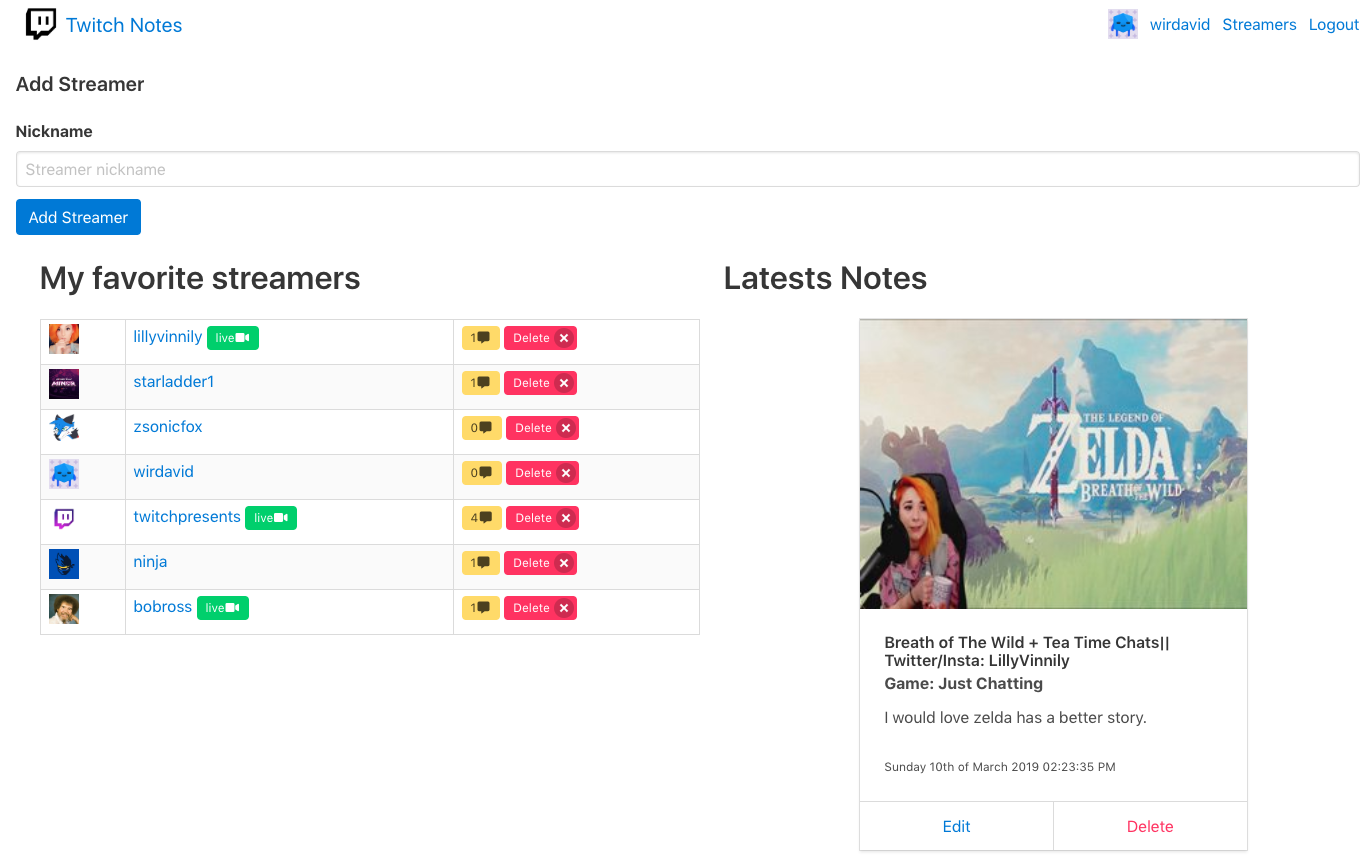 Twitch Notes
wirdavid Streamers Logout
Add Streamer
Nickname
Streamer nickname
Add Streamer
My favorite streamers
lillyvinnily live 1 Delete
starladder1 1 Delete
zsonicfox 0 Delete
wirdavid 0 Delete
twitchpresents live 4 Delete
ninja 1 Delete
bobross live 1 Delete
Latests Notes
THE LEGEND OF
ZELDA
BREATH OF THE WILD
Breath of The Wild + Tea Time Chats||
Twitter/Insta: LillyVinnily
Game: Just Chatting
I would love zelda has a better story.
Sunday 10th of March 2019 02:23:35 PM
Edit Delete